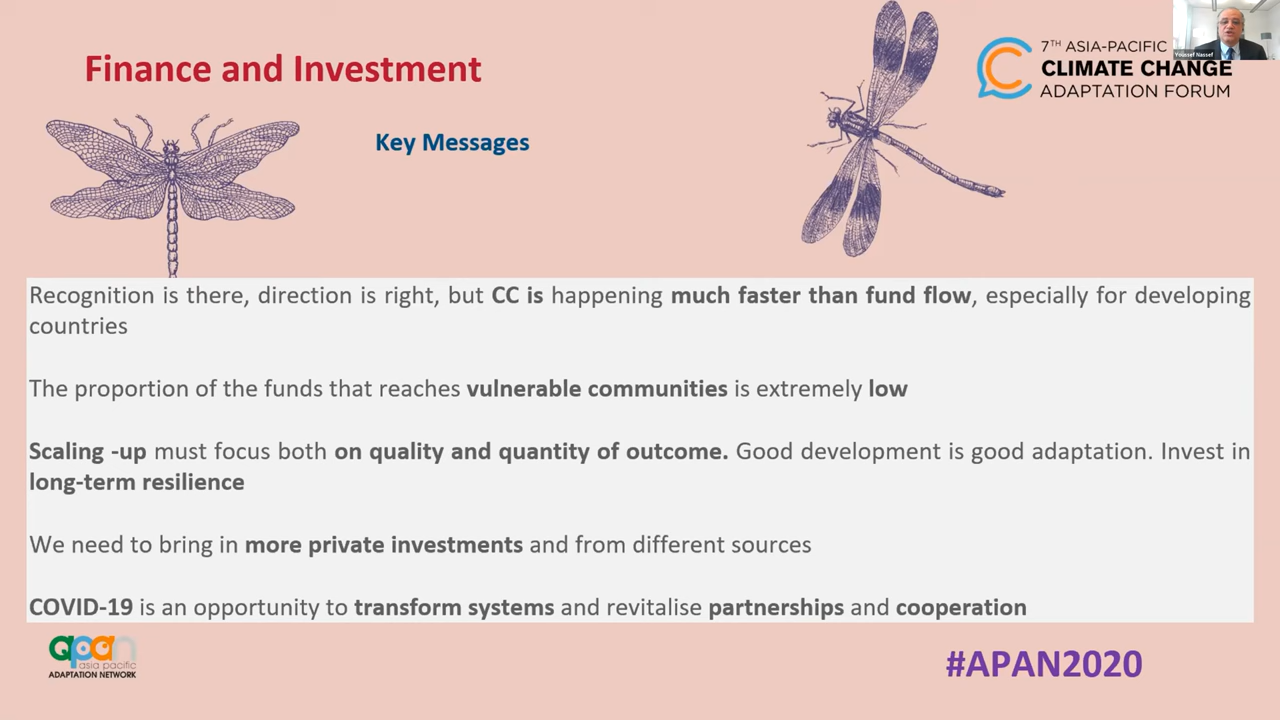 Finance and Investment
Key Messages
7TH ASIA-PACIFIC
CLIMATE CHANGE
ADAPTATION FORUM
Youssef Nassef
Recognition is there, direction is right, but CC is happening much faster than fund flow, especially for developing
countries
The proportion of the funds that reaches vulnerable communities is extremely low
Scaling -up must focus both on quality and quantity of outcome. Good development is good adaptation. Invest in
long-term resilience
We need to bring in more private investments and from different sources
COVID-19 is an opportunity to transform systems and revitalise partnerships and cooperation
apan
asia pacific
ADAPTATION NETWORK
#APAN2020